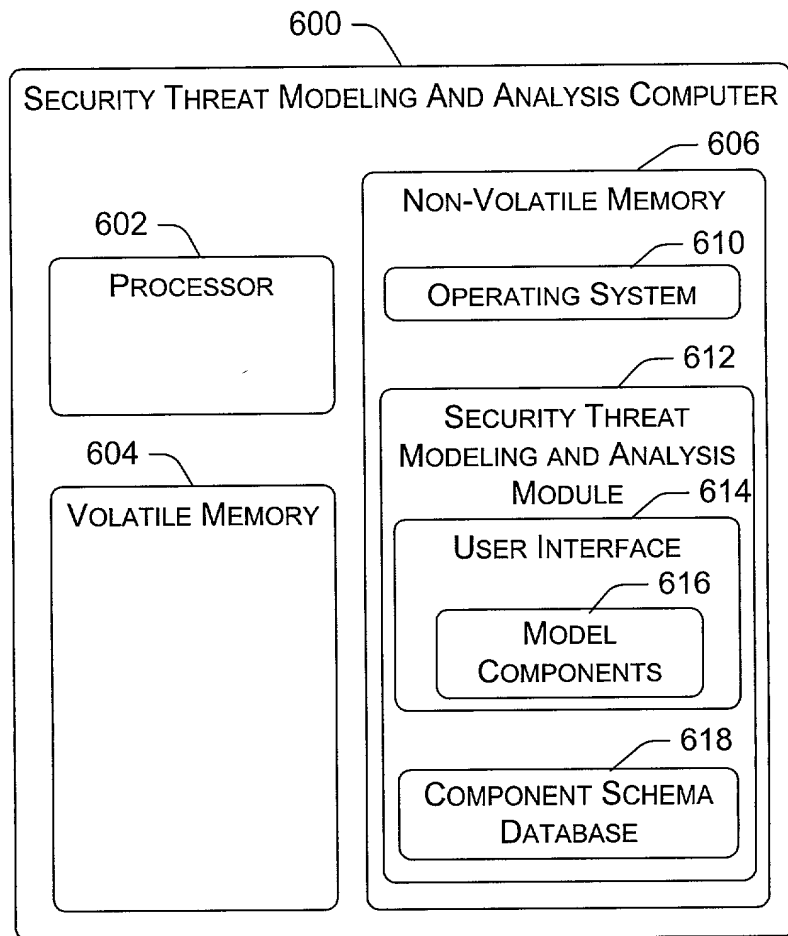 600
SECURITY THREAT MODELING AND ANALYSIS COMPUTER
606
NON-VOLATILE MEMORY
602
PROCESSOR
610
OPERATING SYSTEM
612
SECURITY THREAT
MODELING AND ANALYSIS
MODULE
604
VOLATILE MEMORY
614
USER INTERFACE
616
MODEL
COMPONENTS
618
COMPONENT SCHEMA
DATABASE